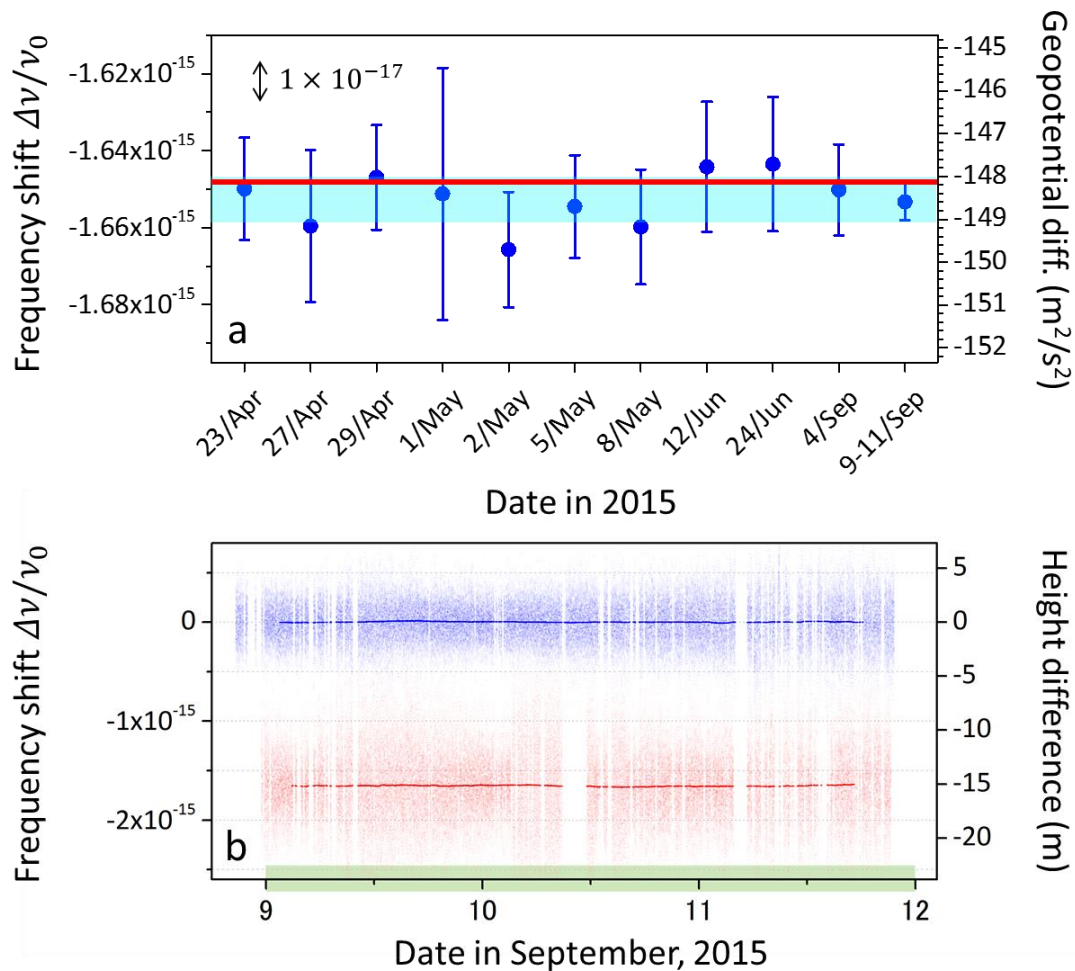 Frequency shift Δν/ν₀
-1.62x10⁻¹⁵
-1.64x10⁻¹⁵
-1.66x10⁻¹⁵
-1.68x10⁻¹⁵
1 × 10⁻¹⁷
a
-145
-146
-147
-148
-149
-150
-151
-152
Geopotential diff. (m²/s²)
23/Apr
27/Apr
29/Apr
1/May
2/May
5/May
8/May
12/Jun
24/Jun
4/Sep
9-11/Sep
Date in 2015
Frequency shift Δν/ν₀
0
-1x10⁻¹⁵
-2x10⁻¹⁵
b
5
0
-5
-10
-15
-20
Height difference (m)
9
10
11
12
Date in September, 2015